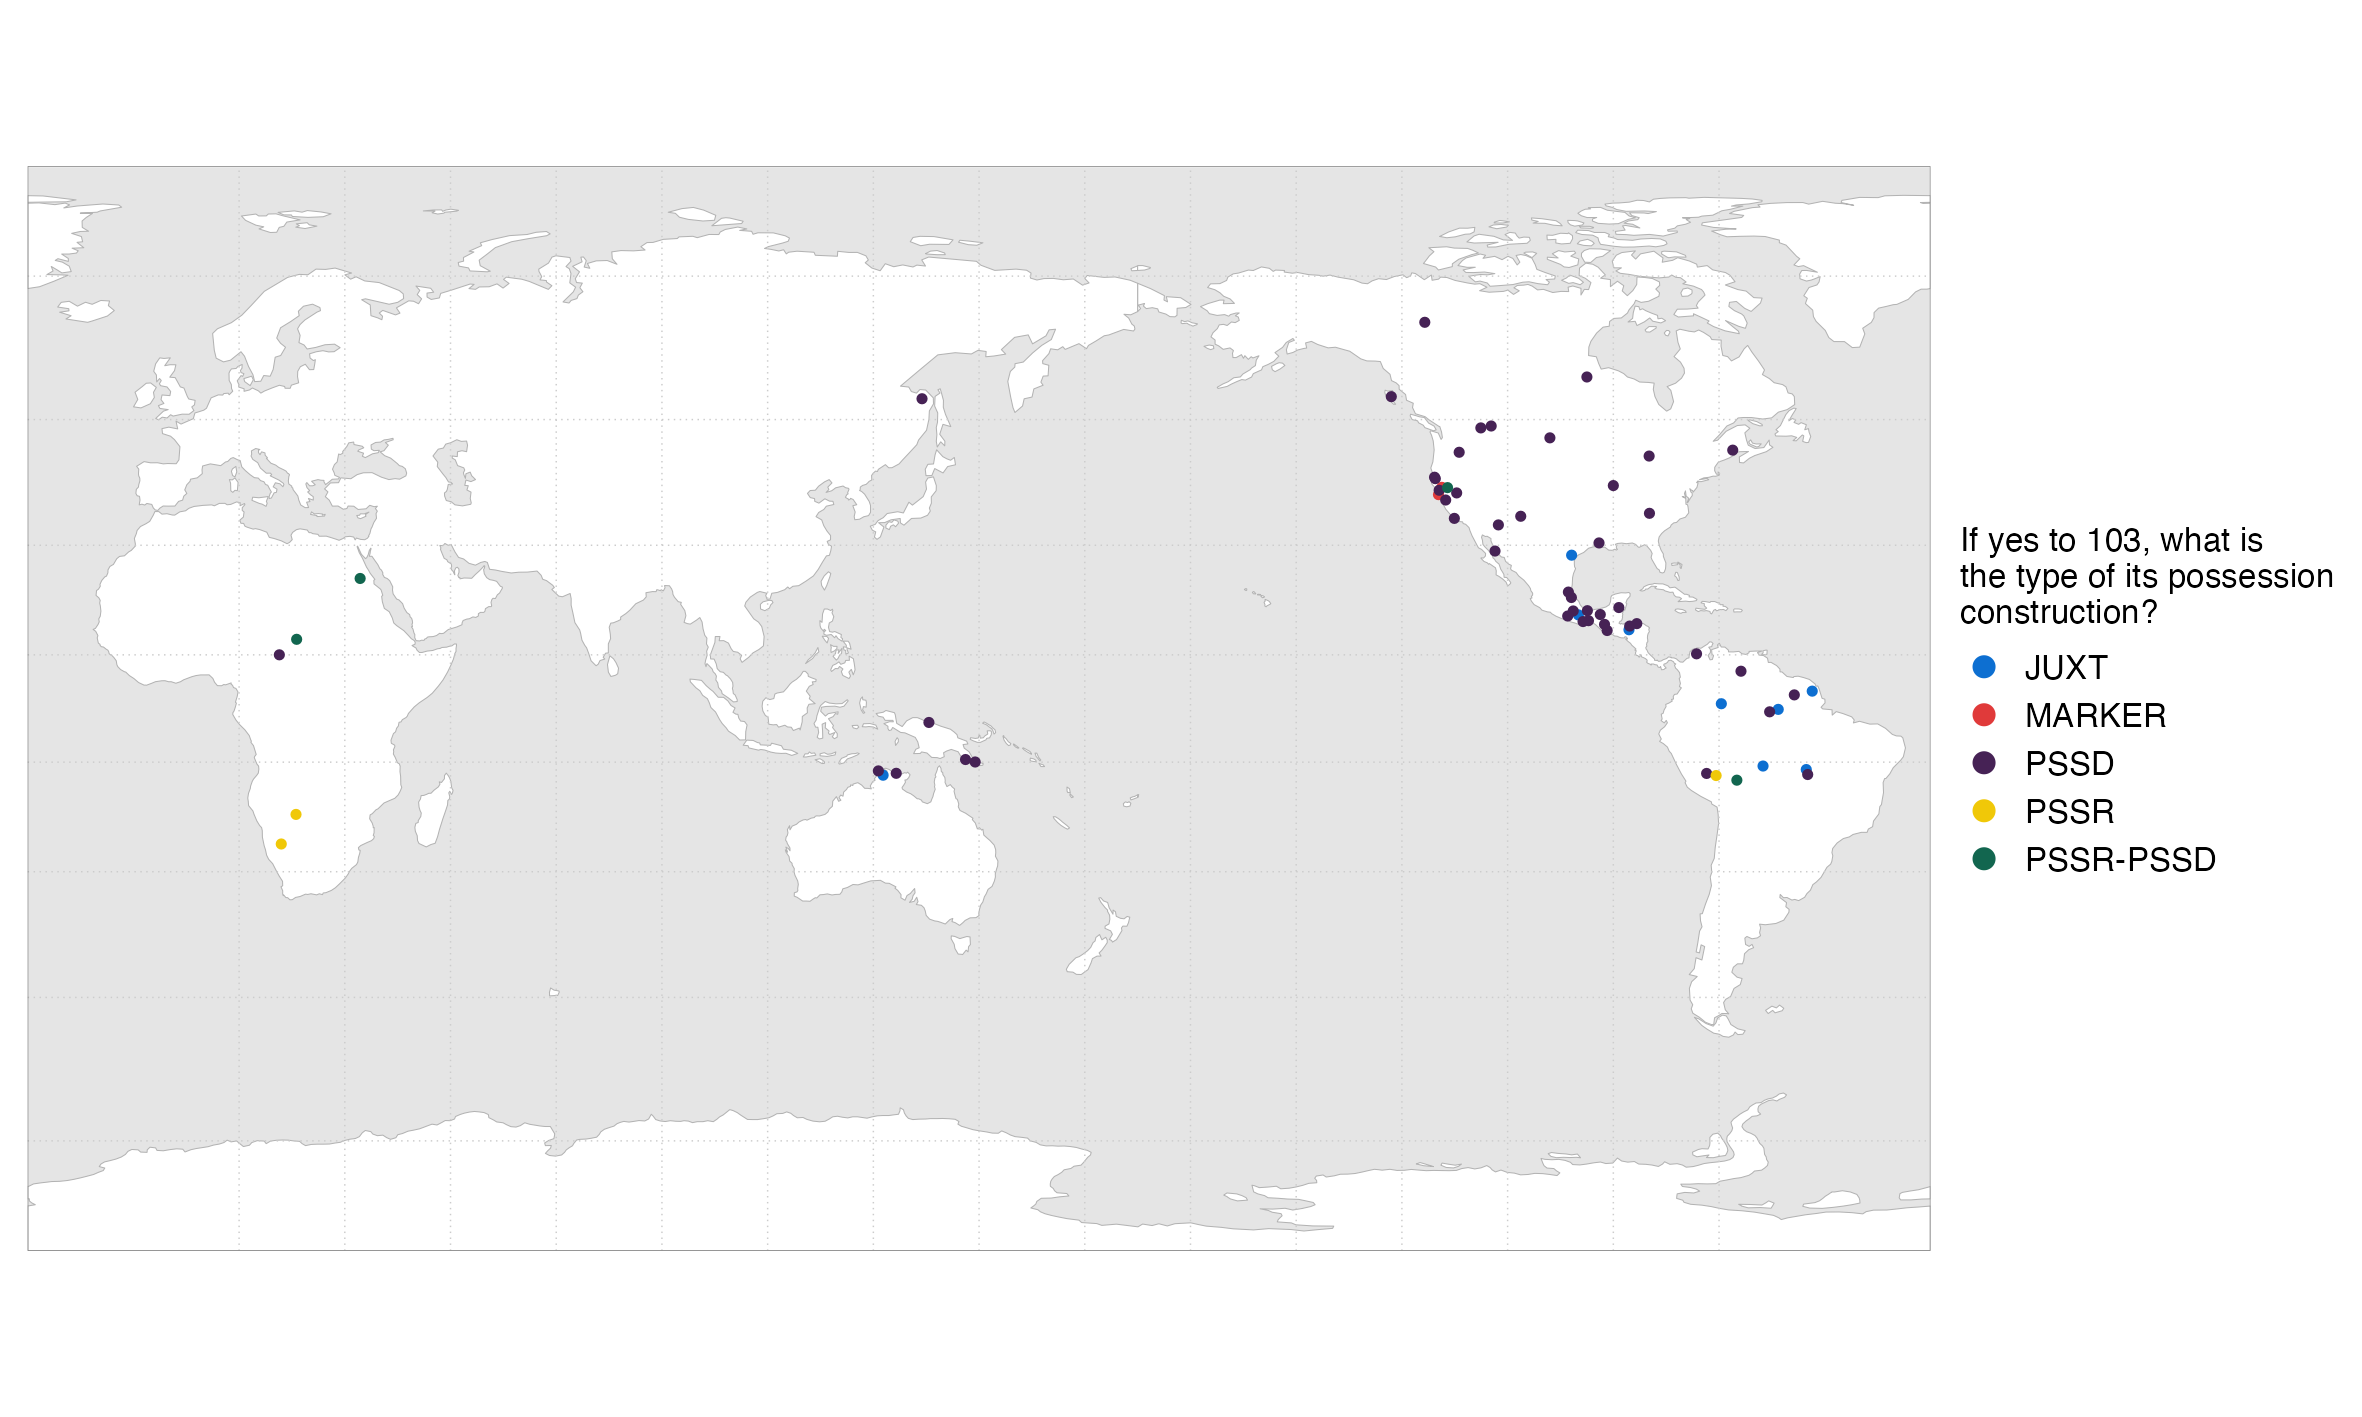 If yes to 103, what is
the type of its possession
construction?
JUXT
MARKER
PSSD
PSSR
PSSR-PSSD